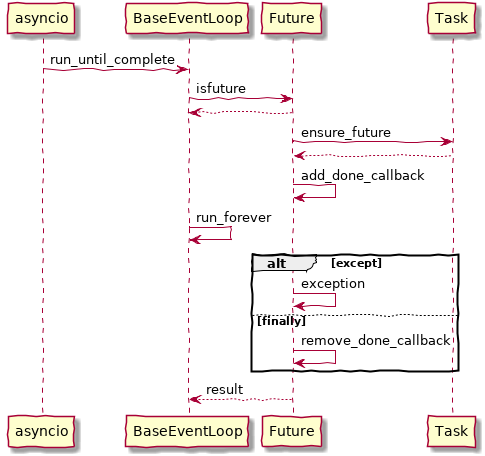 asyncio BaseEventLoop Future Task
run_until_complete
isfuture
ensure_future
add_done_callback
run_forever
alt [except]
exception
[finally]
remove_done_callback
result
asyncio BaseEventLoop Future Task